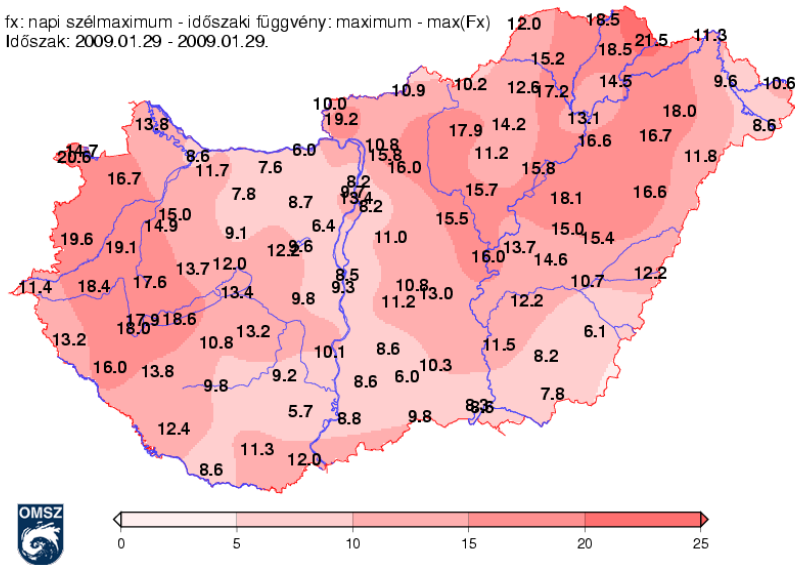 fx: napi szélmaximum - időszaki függvény: maximum - max(Fx)
Időszak: 2009.01.29 - 2009.01.29.
12.0 18.5
18.5 21.5 11.3
15.2
10.9 10.2 12.6 17.2 14.5 9.6 10.6
10.0
19.2 17.9 14.2 13.1 18.0
13.8 16.6 16.7 8.6
20.6 8.6 7.6 6.0 10.8
15.8 11.2 11.8
16.7 11.7 16.0 15.8
7.8 8.7 8.2
13.4
8.2 15.7 18.1 16.6
15.0
14.9 6.4 15.5 15.0
19.6 19.1 9.1 11.0 15.4
12.2 9.6 16.0 13.7 14.6
13.7 12.0
11.4 18.4 17.6 13.4 9.8 8.5
9.3 10.8
11.2 13.0 12.2 10.7 12.2
17.9 18.6
18.0 13.2 6.1
13.2 10.8 10.1 8.6 11.5 8.2
16.0 13.8 9.8 9.2 8.6 6.0 10.3
7.8
12.4 5.7 8.8 9.8 8.3
11.3 12.0
8.6
OMSZ
0 5 10 15 20 25